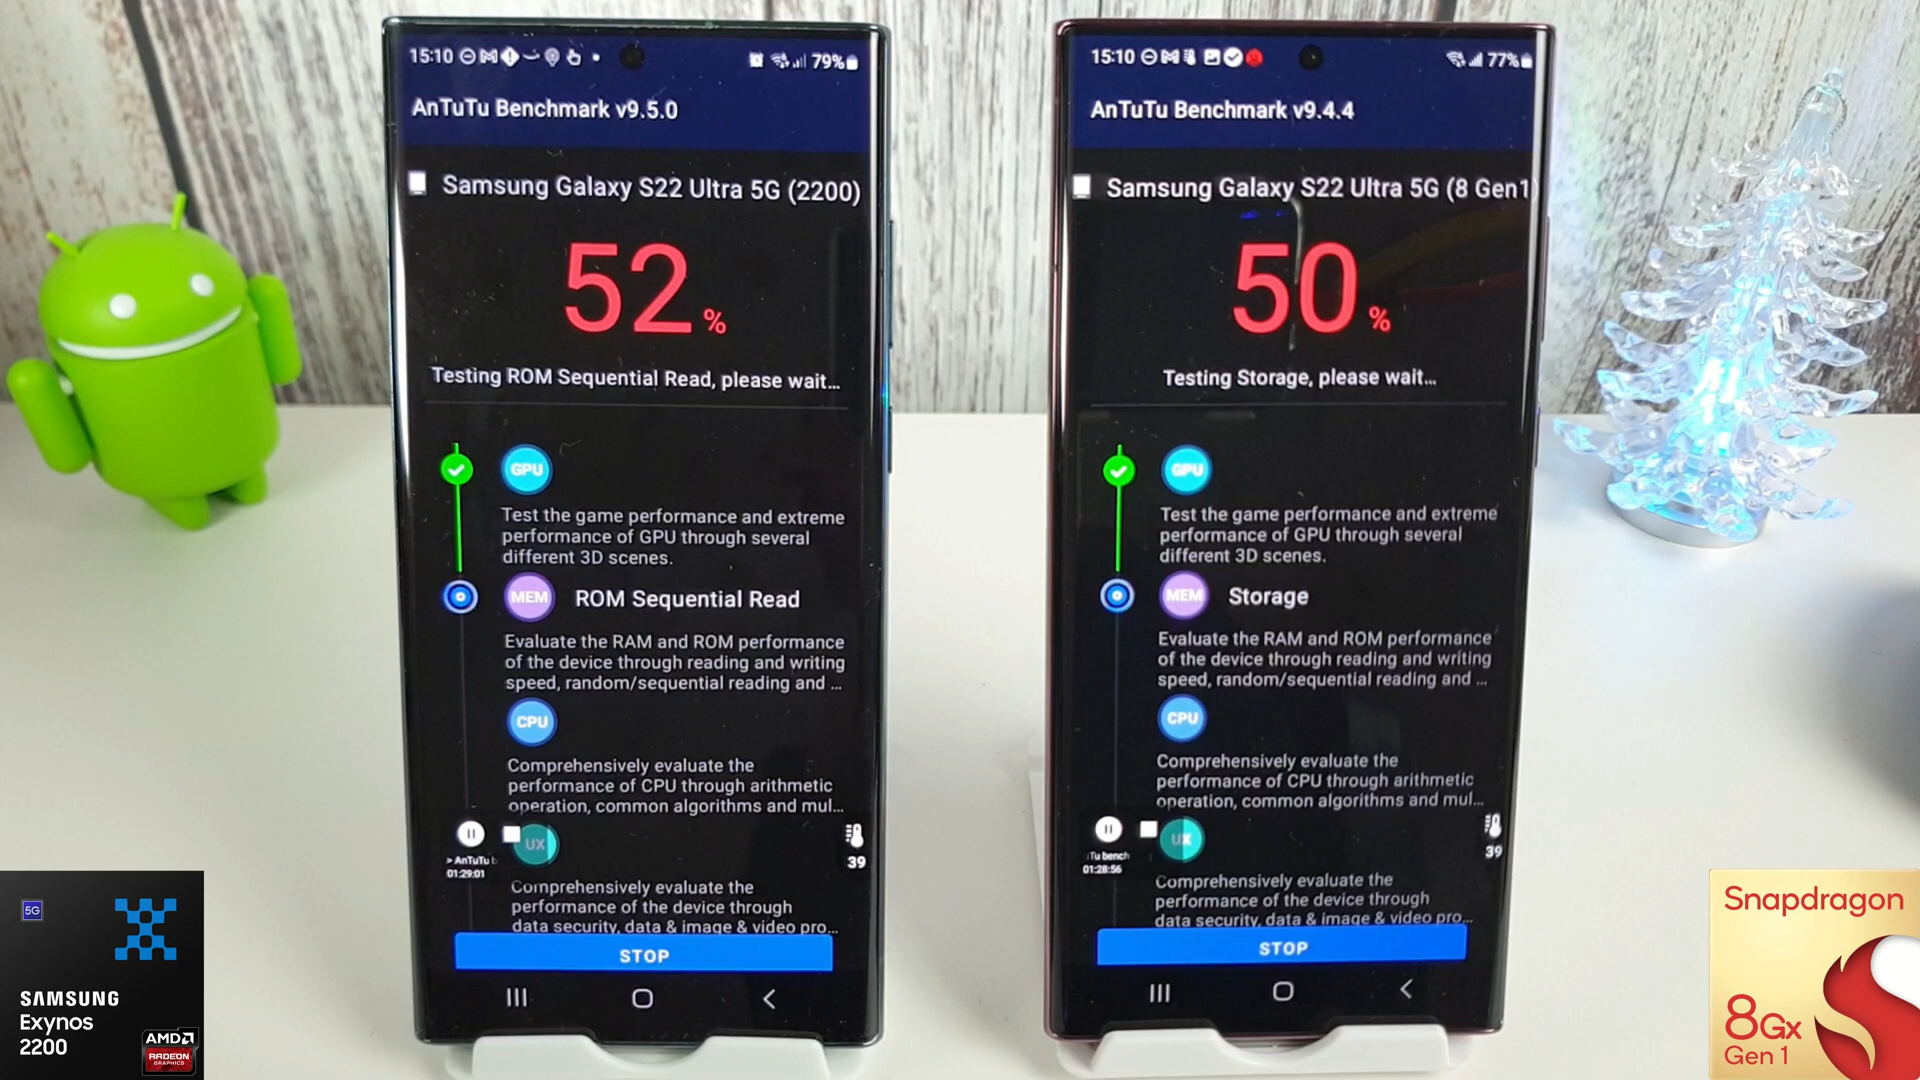 15:10
79%
AnTuTu Benchmark v9.5.0
Samsung Galaxy S22 Ultra 5G (2200)
52%
Testing ROM Sequential Read, please wait...
GPU
Test the game performance and extreme
performance of GPU through several
different 3D scenes.
MEM ROM Sequential Read
Evaluate the RAM and ROM performance
of the device through reading and writing
speed, random/sequential reading and ...
CPU
Comprehensively evaluate the
performance of CPU through arithmetic
operation, common algorithms and mul...
UX
> AnTuTu b
01:29:01
39
Comprehensively evaluate the
performance of the device through
data security, data & image & video pro...
STOP
15:10
77%
AnTuTu Benchmark v9.4.4
Samsung Galaxy S22 Ultra 5G (8 Gen1)
50%
Testing Storage, please wait...
GPU
Test the game performance and extreme
performance of GPU through several
different 3D scenes.
MEM Storage
Evaluate the RAM and ROM performance
of the device through reading and writing
speed, random/sequential reading and ...
CPU
Comprehensively evaluate the
performance of CPU through arithmetic
operation, common algorithms and mul...
UX
Tu bench
01:28:56
39
Comprehensively evaluate the
performance of the device through
data security, data & image & video pro...
STOP
5G
SAMSUNG
Exynos
2200
AMD
RADEON
GRAPHICS
Snapdragon
8Gx
Gen 1